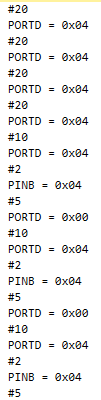 #20
PORTD = 0x04
#20
PORTD = 0x04
#20
PORTD = 0x04
#20
PORTD = 0x04
#10
PORTD = 0x04
#2
PINB = 0x04
#5
PORTD = 0x00
#10
PORTD = 0x04
#2
PINB = 0x04
#5
PORTD = 0x00
#10
PORTD = 0x04
#2
PINB = 0x04
#5